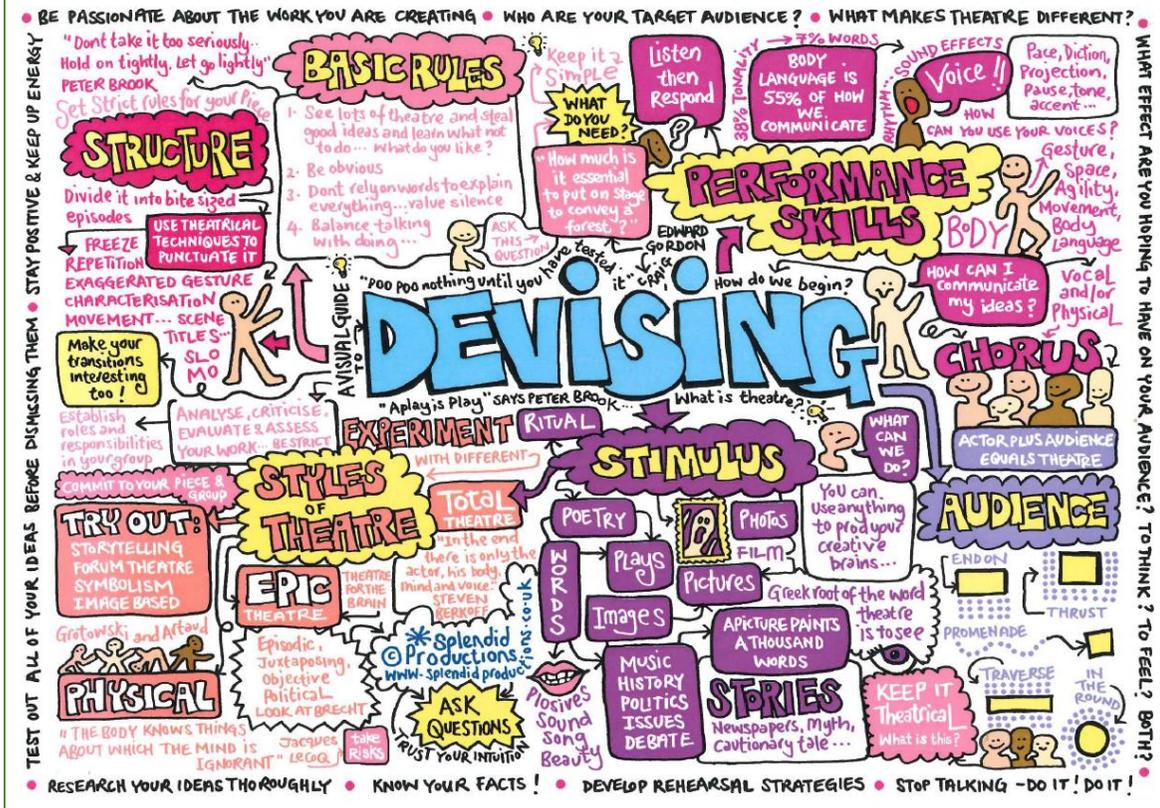 BE PASSIONATE ABOUT THE WORK YOU ARE CREATING • WHO ARE YOUR TARGET AUDIENCE? • WHAT MAKES THEATRE DIFFERENT?
WHAT EFFECT ARE YOU HOPING TO HAVE ON YOUR AUDIENCE? TO THINK? TO FEEL? BOTH?
TEST OUT ALL OF YOUR IDEAS BEFORE DISMISSING THEM • STAY POSITIVE & KEEP UP ENERGY
"Dont take it too seriously..
Hold on tightly. Let go lightly"
PETER BROOK
Set Strict rules for your Piece
STRUCTURE
Divide it into bite sized
episodes
USE THEATRICAL
TECHNIQUES TO
PUNCTUATE IT
FREEZE
REPETITION
EXAGGERATED GESTURE
CHARACTERISATION
MOVEMENT... SCENE
TITLES...
SLO
MO
Make your
transitions
interesting
too!
BASIC RULES
1. See lots of theatre and steal
good ideas and learn what not
to do... What do you like?
2. Be obvious
3. Dont rely on words to explain
everything...value silence
4. Balance talking
with doing...
ASK
THIS
QUESTION
Keep it
Simple
WHAT
DO YOU
NEED?
"How much is
it essential
to put on stage
to convey a
forest"?"
EDWARD
GORDON
CRAIG
Listen
then
Respond
38% TONALITY
7% WORDS
BODY
LANGUAGE IS
55% OF HOW
WE
COMMUNICATE
RHYTHM... SOUND EFFECTS
Voice!!
Pace, Diction,
Projection,
Pause, tone,
accent...
HOW
CAN YOU USE YOUR VOICES?
PERFORMANCE
SKILLS
BODY
Gesture,
Space,
Agility,
Movement,
Body
Language
HOW CAN I
communicate
my ideas?
Vocal
and/or
Physical
"POO POO nothing until you have tasted it"
How do we begin?
A VISUAL GUIDE
TO
DEVISING
"A play is Play" SAYS PETER BROOK...
What is theatre?
CHORUS
ACTOR PLUS AUDIENCE
EQUALS THEATRE
Establish
roles and
responsibilities
in your group
ANALYSE, CRITICISE,
EVALUATE & ASSESS
YOUR WORK... BE STRICT
EXPERIMENT
WITH DIFFERENT
RITUAL
STIMULUS
WHAT
CAN WE
DO?
You can
use anything
to prod your
creative
brains...
AUDIENCE
END ON
THRUST
PROMENADE
TRAVERSE
IN
THE
ROUND
COMMIT TO YOUR PIECE &
GROUP
STYLES
OF
THEATRE
TRY OUT:
STORYTELLING
FORUM THEATRE
SYMBOLISM
IMAGE BASED
TOTAL
THEATRE
"In the end
there is only the
actor, his body,
mind and voice"
STEVEN
BERKOFF
EPIC
THEATRE
THEATRE
FOR THE
BRAIN
Episodic,
Juxtaposing,
Objective
Political
LOOK AT BRECHT
Grotowski and Artaud
PHYSICAL
"THE BODY KNOWS THINGS
ABOUT WHICH THE MIND IS
IGNORANT"
Jacques
LECOQ
take
Risks
* Splendid
© Productions.
www.splendidproductions.co.uk
ASK
QUESTIONS
TRUST YOUR INTUITION
POETRY
WORDS
Plays
Images
Photos
FILM
Pictures
Greek root of the word
theatre
is to see
A PICTURE PAINTS
A THOUSAND
WORDS
MUSIC
HISTORY
POLITICS
ISSUES
DEBATE
Plosives
Sound
song
Beauty
STORIES
Newspapers, myth,
cautionary tale...
KEEP IT
Theatrical
What is this?
RESEARCH YOUR IDEAS THOROUGHLY • KNOW YOUR FACTS! • DEVELOP REHEARSAL STRATEGIES • STOP TALKING - DO IT! DO IT!